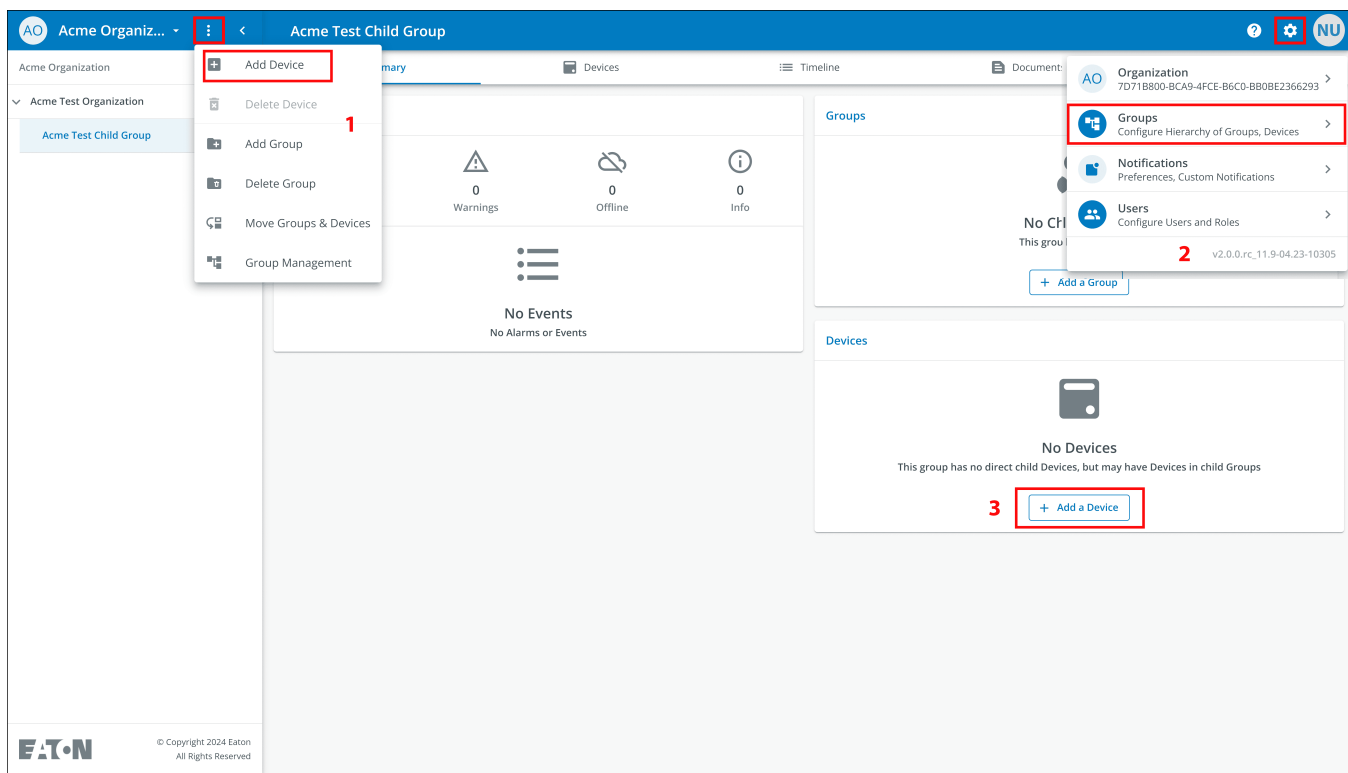 AO
Acme Organiz...
Acme Test Child Group
NU
Acme Organization
Acme Test Organization
Acme Test Child Group
Add Device
Delete Device
1
Add Group
Delete Group
Move Groups & Devices
Group Management
mmary
Devices
Timeline
Document
0
Warnings
0
Offline
0
Info
No Events
No Alarms or Events
Groups
AO
Organization
7D71B800-BCA9-4FCE-B6C0-BB0BE2366293
Groups
Configure Hierarchy of Groups, Devices
Notifications
Preferences, Custom Notifications
Users
Configure Users and Roles
2
v2.0.0.rc_11.9-04.23-10305
No Ch
This grou
+ Add a Group
Devices
No Devices
This group has no direct child Devices, but may have Devices in child Groups
3
+ Add a Device
EATON
© Copyright 2024 Eaton
All Rights Reserved